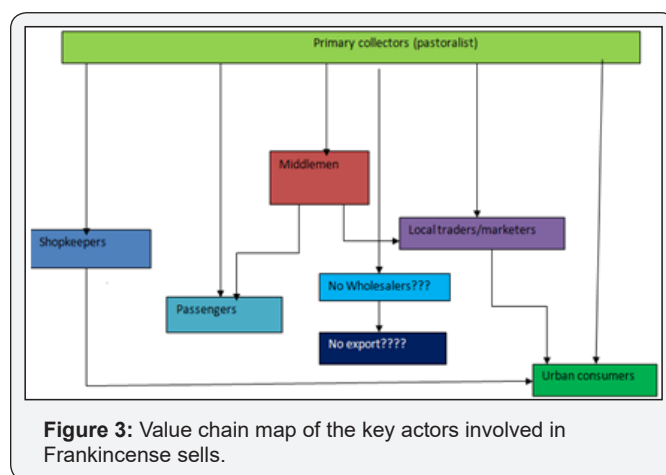 Primary collectors (pastoralist)
Middlemen
Shopkeepers
Local traders/marketers
Passengers
No Wholesalers???
No export????
Urban consumers
Figure 3: Value chain map of the key actors involved in
Frankincense sells.